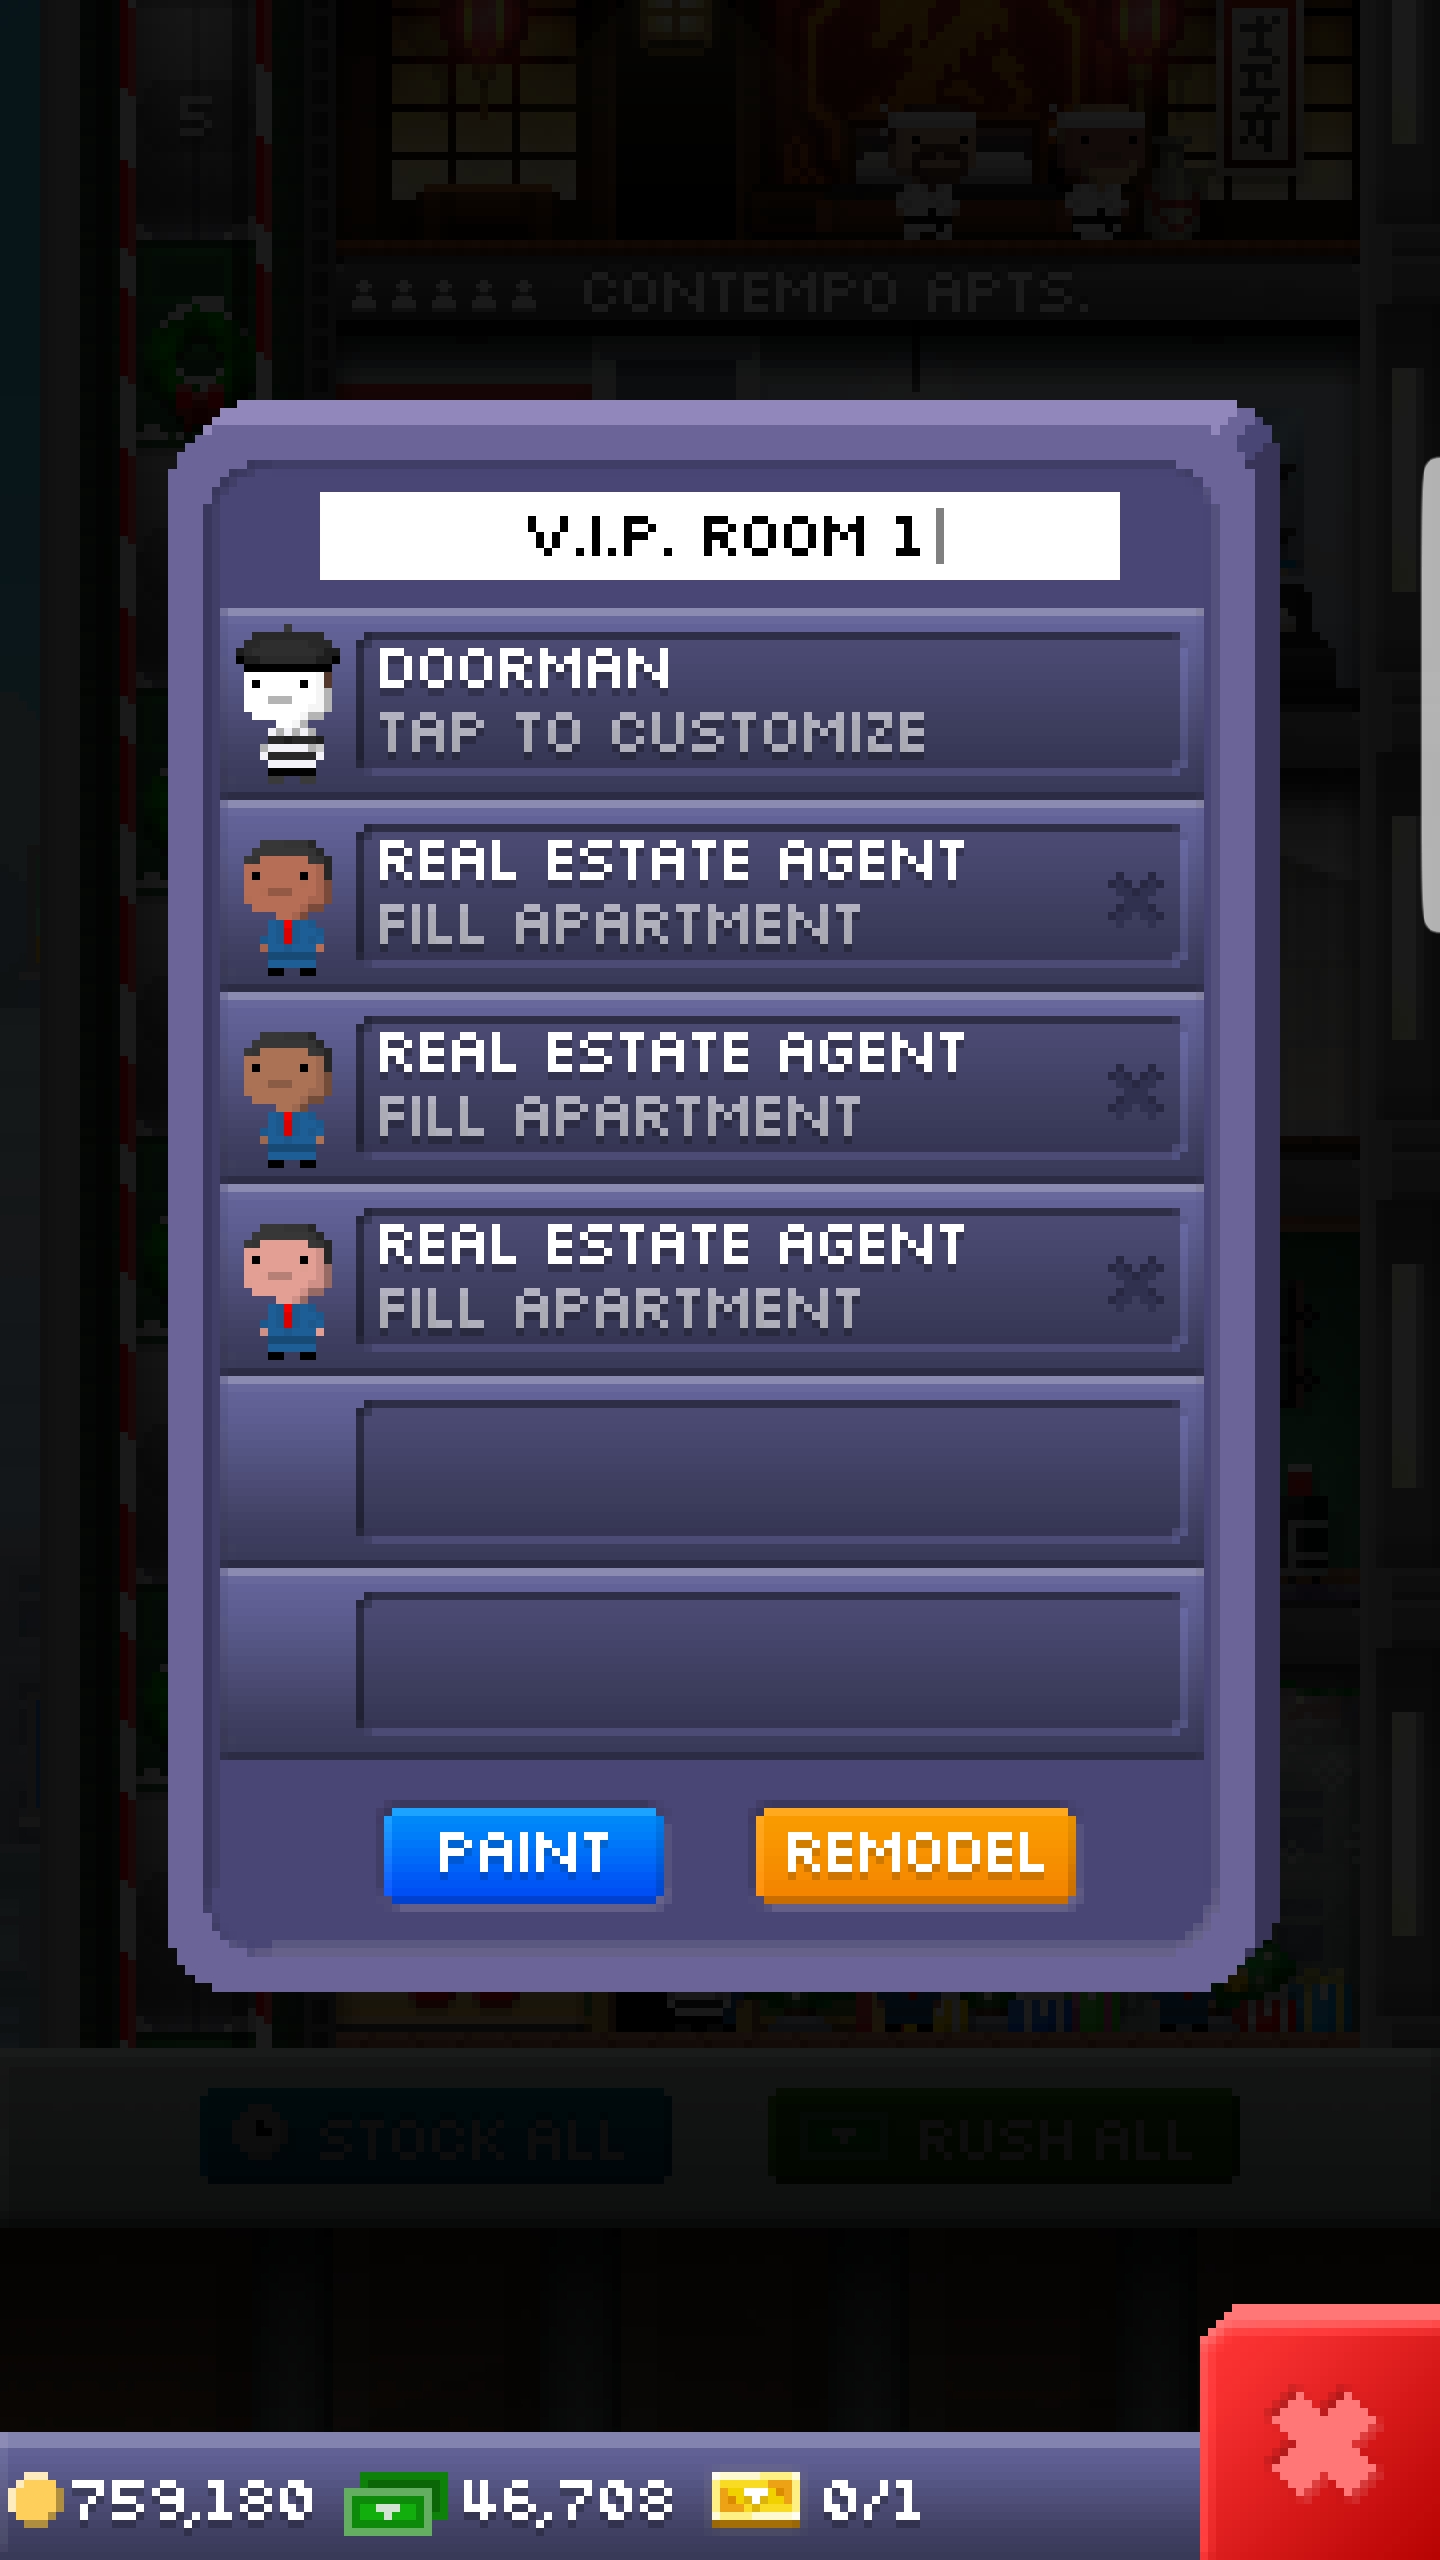 5
CONTEMPO APTS.
V.I.P. ROOM 1
DOORMAN
TAP TO CUSTOMIZE
REAL ESTATE AGENT
FILL APARTMENT
REAL ESTATE AGENT
FILL APARTMENT
REAL ESTATE AGENT
FILL APARTMENT
PAINT REMODEL
STOCK ALL RUSH ALL
759,180 46,708 0/1